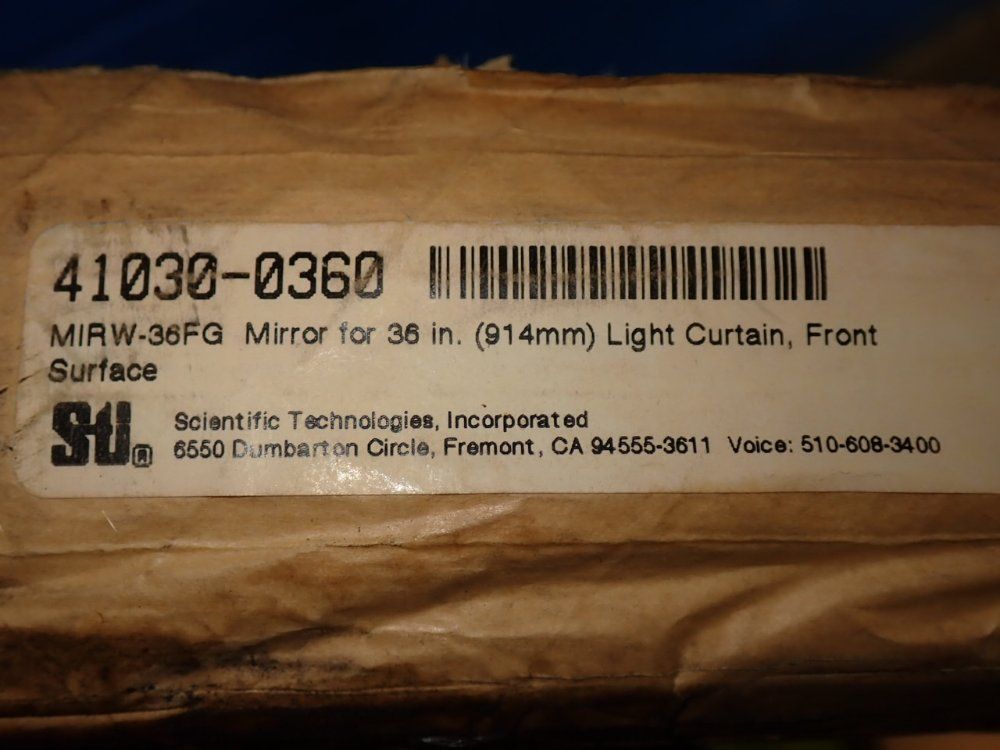 41030-0360
MIRW-36FG Mirror for 36 in. (914mm) Light Curtain, Front
Surface
STI®
Scientific Technologies, Incorporated
6550 Dumbarton Circle, Fremont, CA 94555-3611 Voice: 510-608-3400